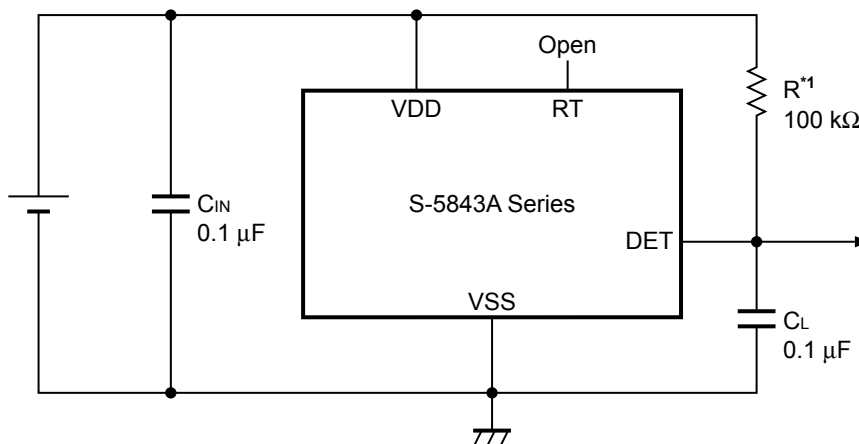 Open
VDD
RT
R*1
100 kΩ
CIN
0.1 µF
S-5843A Series
DET
VSS
CL
0.1 µF